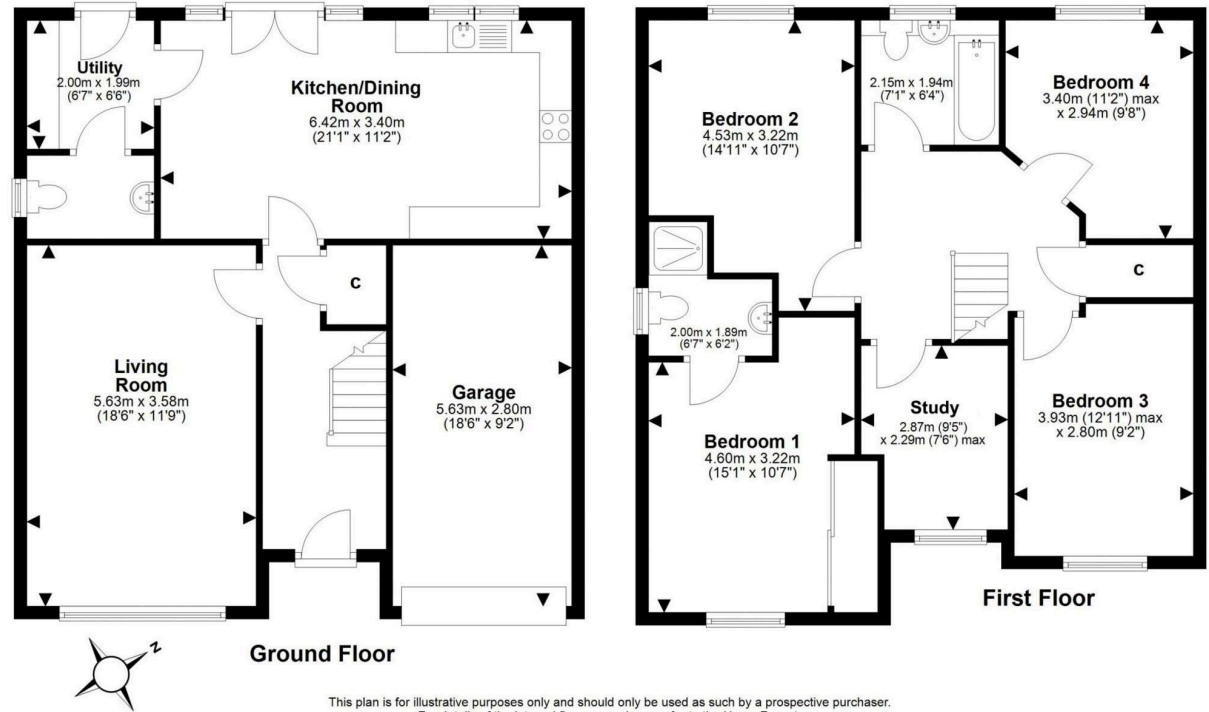 Utility
2.00m x 1.99m
(6'7" x 6'6")
Kitchen/Dining
Room
6.42m x 3.40m
(21'1" x 11'2")
C
Living
Room
5.63m x 3.58m
(18'6" x 11'9")
Garage
5.63m x 2.80m
(18'6" x 9'2")
Ground Floor
N
Bedroom 2
4.53m x 3.22m
(14'11" x 10'7")
2.15m x 1.94m
(7'1" x 6'4")
Bedroom 4
3.40m (11'2") max
x 2.94m (9'8")
C
2.00m x 1.89m
(6'7" x 6'2")
Bedroom 1
4.60m x 3.22m
(15'1" x 10'7")
Study
2.87m (9'5")
x 2.29m (7'6") max
Bedroom 3
3.93m (12'11") max
x 2.80m (9'2")
First Floor
This plan is for illustrative purposes only and should only be used as such by a prospective purchaser.